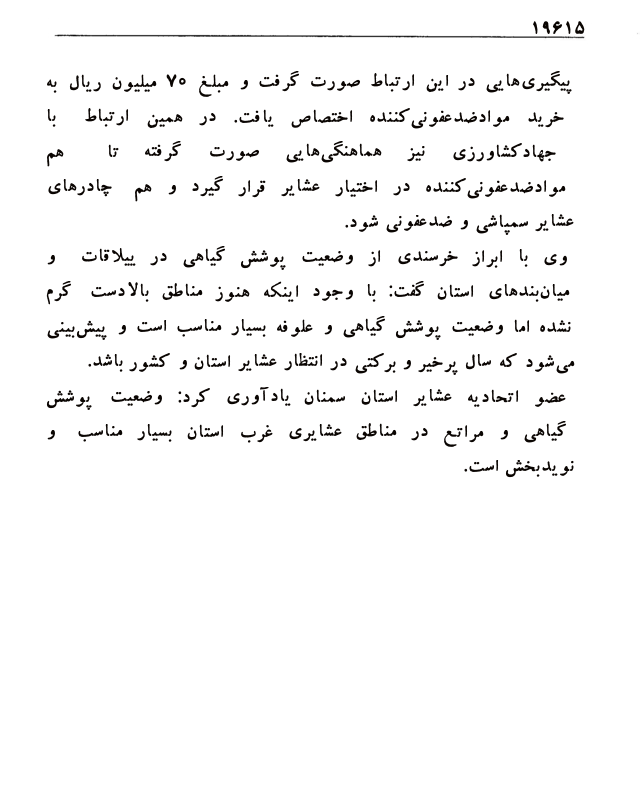 ۱۹۶۱۵
پیگیری‌هایی در این ارتباط صورت گرفت و مبلغ ۷۰ میلیون ریال به
خرید موادضدعفونی‌کننده اختصاص یافت. در همین ارتباط با
جهادکشاورزی نیز هماهنگی‌هایی صورت گرفته تا هم
موادضدعفونی‌کننده در اختیار عشایر قرار گیرد و هم چادرهای
عشایر سمپاشی و ضدعفونی شود.
وی با ابراز خرسندی از وضعیت پوشش گیاهی در ییلاقات و
میان‌بندهای استان گفت: با وجود اینکه هنوز مناطق بالادست گرم
نشده اما وضعیت پوشش گیاهی و علوفه بسیار مناسب است و پیش‌بینی
می‌شود که سال پرخیر و برکتی در انتظار عشایر استان و کشور باشد.
عضو اتحادیه عشایر استان سمنان یادآوری کرد: وضعیت پوشش
گیاهی و مراتع در مناطق عشایری غرب استان بسیار مناسب و
نویدبخش است.